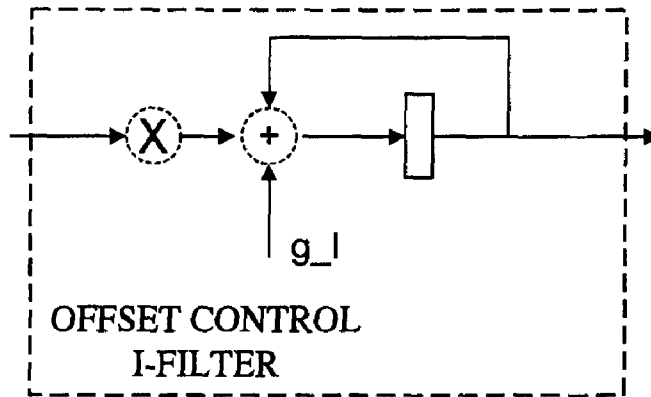 X
+
g_I
OFFSET CONTROL
I-FILTER